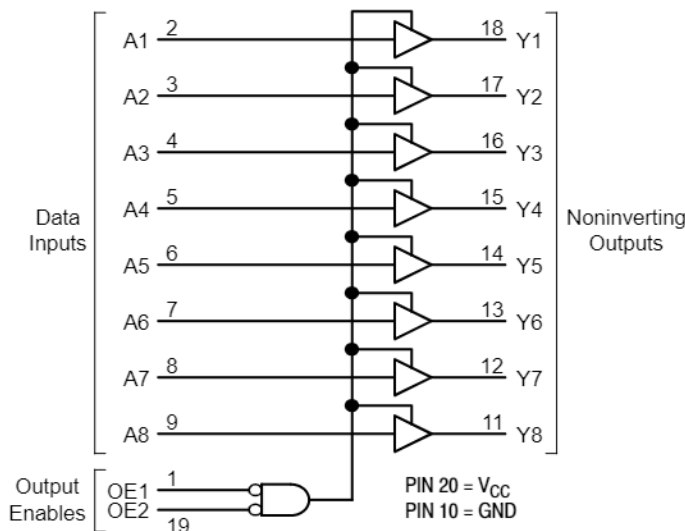 A1 2 18 Y1
A2 3 17 Y2
A3 4 16 Y3
A4 5 15 Y4
Data
Inputs
Noninverting
Outputs
A5 6 14 Y5
A6 7 13 Y6
A7 8 12 Y7
A8 9 11 Y8
Output
Enables
OE1 1
OE2
19
PIN 20 = VCC
PIN 10 = GND